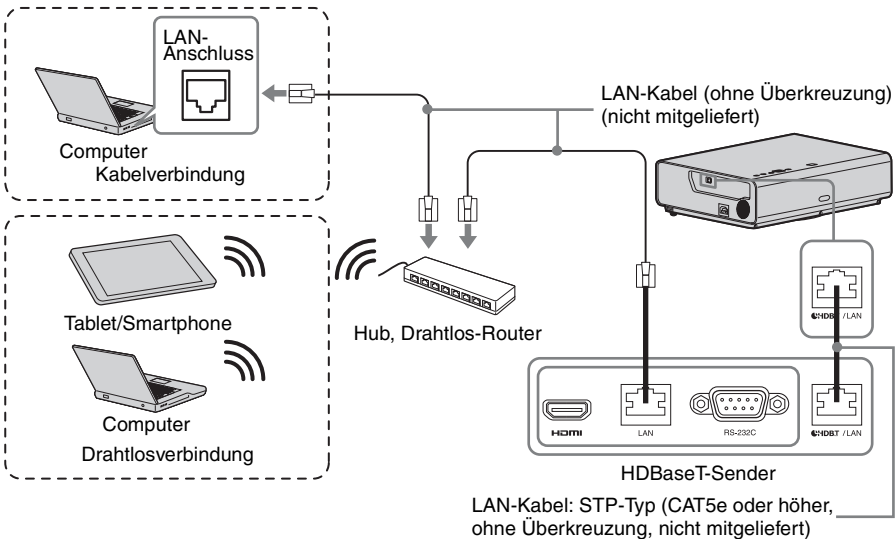 LAN-
Anschluss
Computer
Kabelverbindung
LAN-Kabel (ohne Überkreuzung)
(nicht mitgeliefert)
Tablet/Smartphone
Computer
Drahtlosverbindung
Hub, Drahtlos-Router
HDBT / LAN
HDMI
LAN
RS-232C
HDBT / LAN
HDBaseT-Sender
LAN-Kabel: STP-Typ (CAT5e oder höher,
ohne Überkreuzung, nicht mitgeliefert)